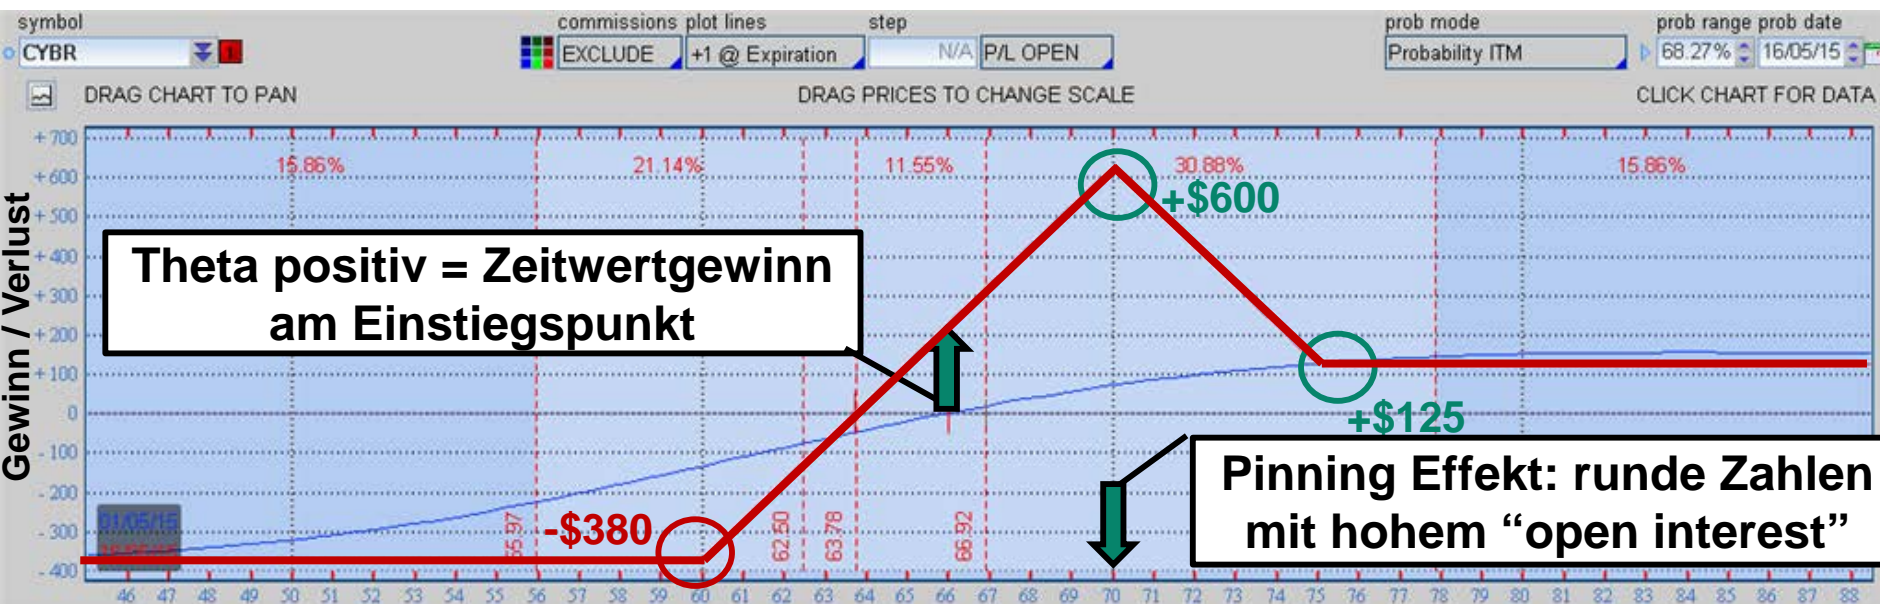 symbol commissions plot lines step prob mode prob range prob date
CYBR EXCLUDE +1 @ Expiration N/A P/L OPEN Probability ITM 68.27% 16/05/15
DRAG CHART TO PAN DRAG PRICES TO CHANGE SCALE CLICK CHART FOR DATA
+700
15.86% 21.14% 11.55% 30.88% 15.86%
+600
+$600
+500
+400
+300
+200
+100
0
-100
-200
-300
-400
Gewinn / Verlust
Theta positiv = Zeitwertgewinn
am Einstiegspunkt
+$125
Pinning Effekt: runde Zahlen
mit hohem “open interest”
-$380
01/05/15
55.97
62.50
63.78
66.92
46 47 48 49 50 51 52 53 54 55 56 57 58 59 60 61 62 63 64 65 66 67 68 69 70 71 72 73 74 75 76 77 78 79 80 81 82 83 84 85 86 87 88